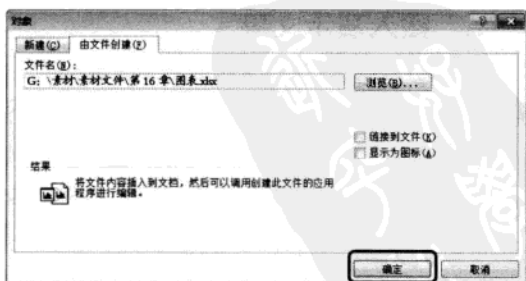 对象
新建(C)
由文件创建(F)
文件名(N):
G: \素材\素材文件\第 16 章\图表.xlsx
浏览(B)...
链接到文件(K)
显示为图标(A)
结果
将文件内容插入到文档，然后可以调用创建此文件的应用
程序进行编辑。
确定
取消